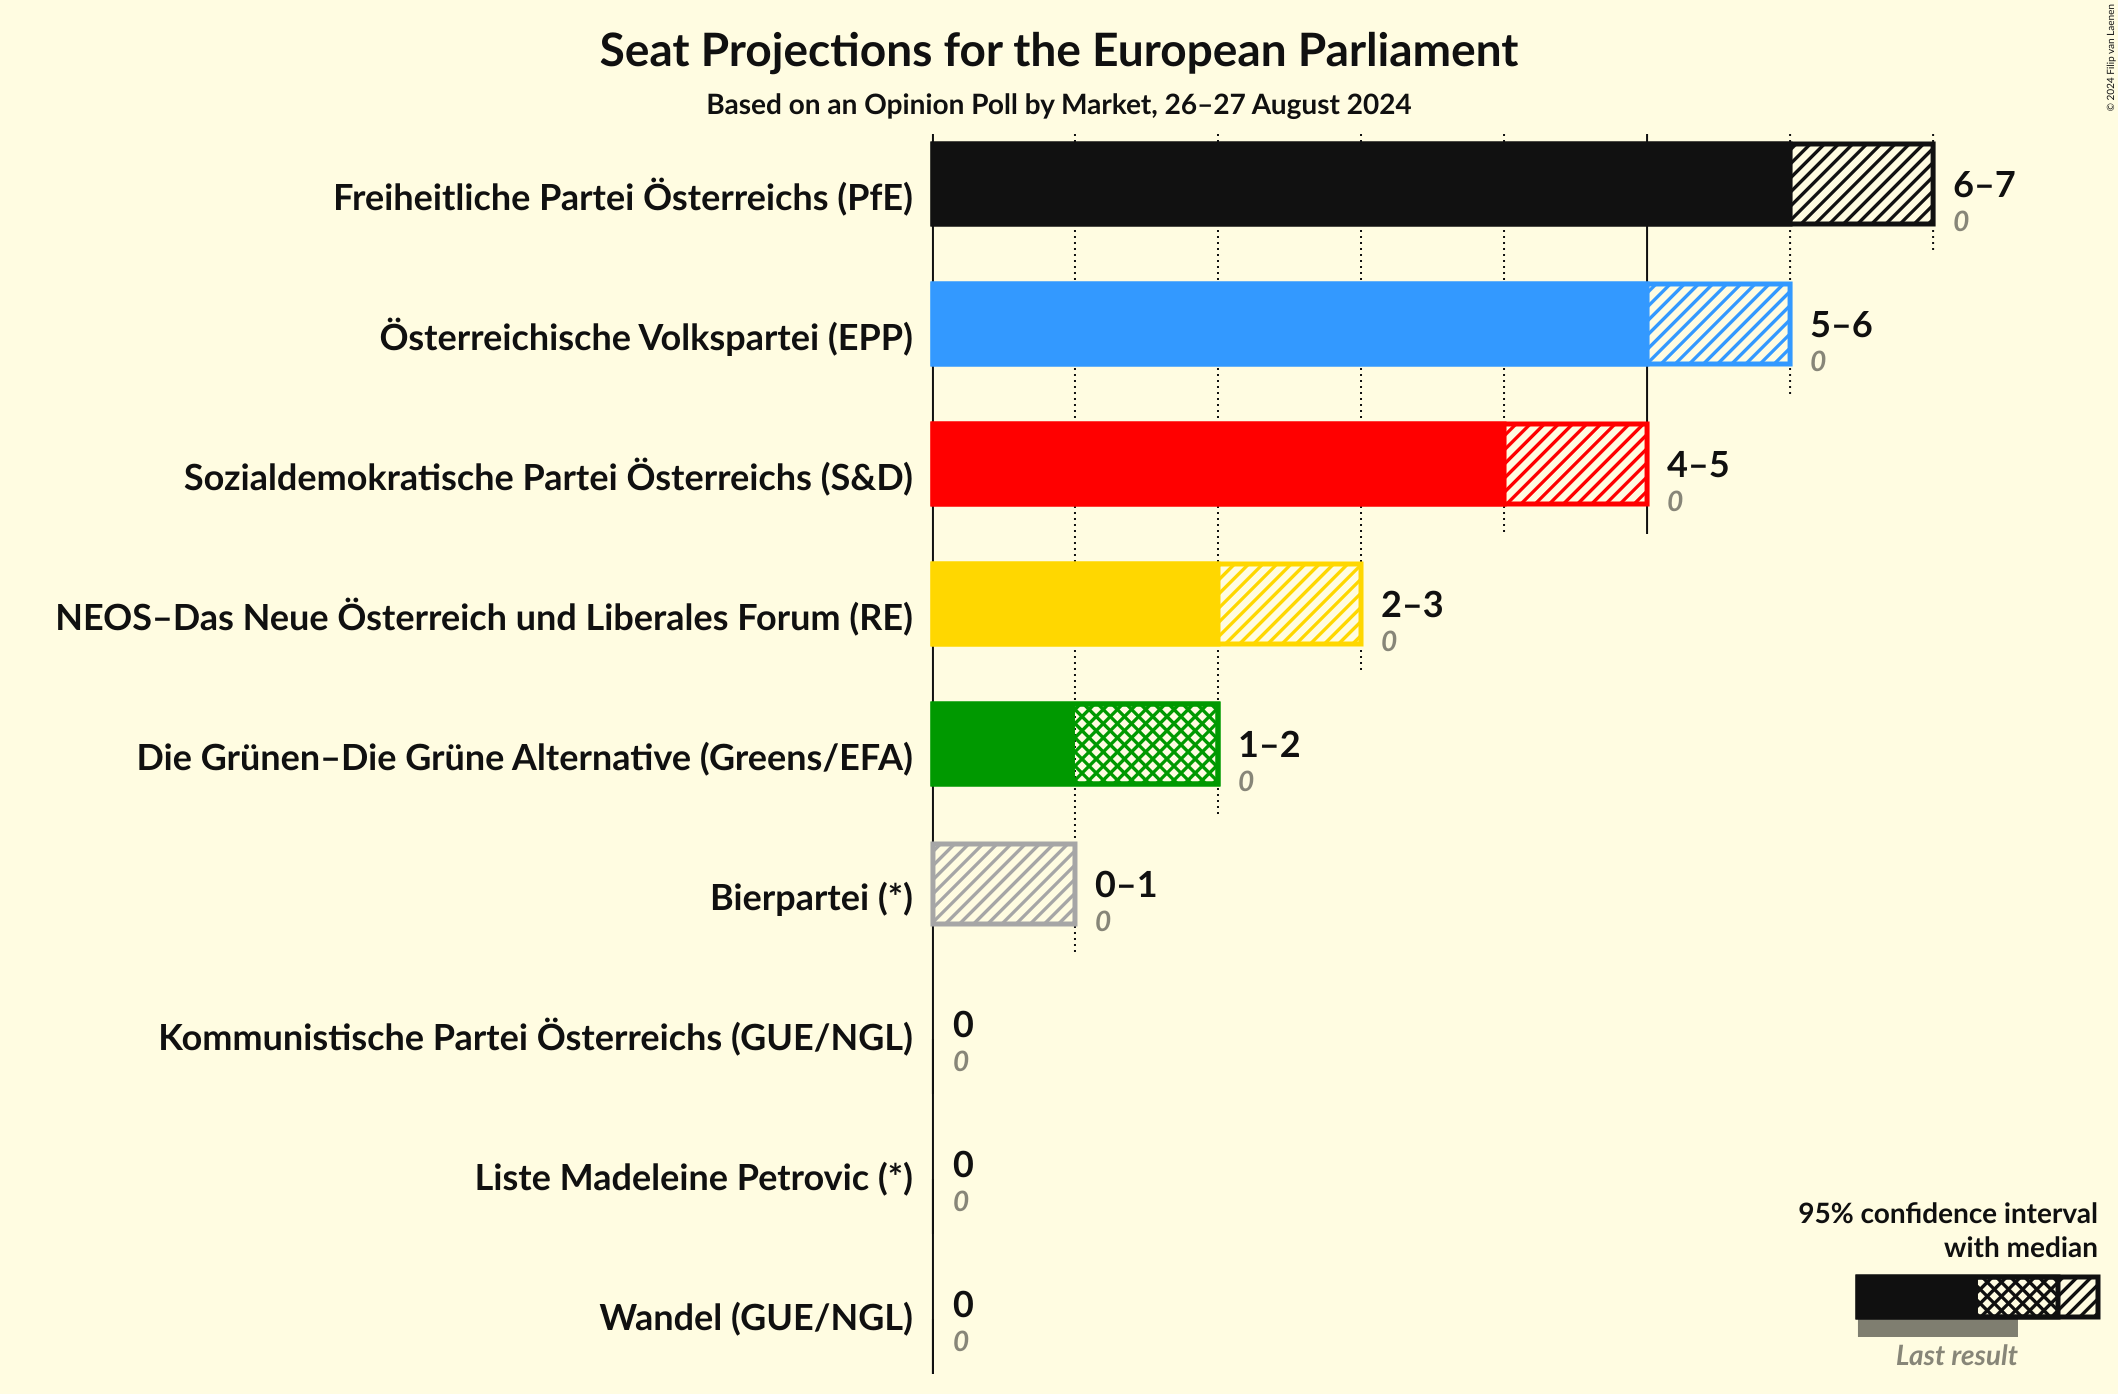 Seat Projections for the European Parliament
Based on an Opinion Poll by Market, 26–27 August 2024
© 2024 Filip van Laenen
Freiheitliche Partei Österreichs (PfE)
6–7
0
Österreichische Volkspartei (EPP)
5–6
0
Sozialdemokratische Partei Österreichs (S&D)
4–5
0
NEOS–Das Neue Österreich und Liberales Forum (RE)
2–3
0
Die Grünen–Die Grüne Alternative (Greens/EFA)
1–2
0
Bierpartei (*)
0–1
0
Kommunistische Partei Österreichs (GUE/NGL)
0
0
Liste Madeleine Petrovic (*)
0
0
Wandel (GUE/NGL)
0
0
95% confidence interval
with median
Last result